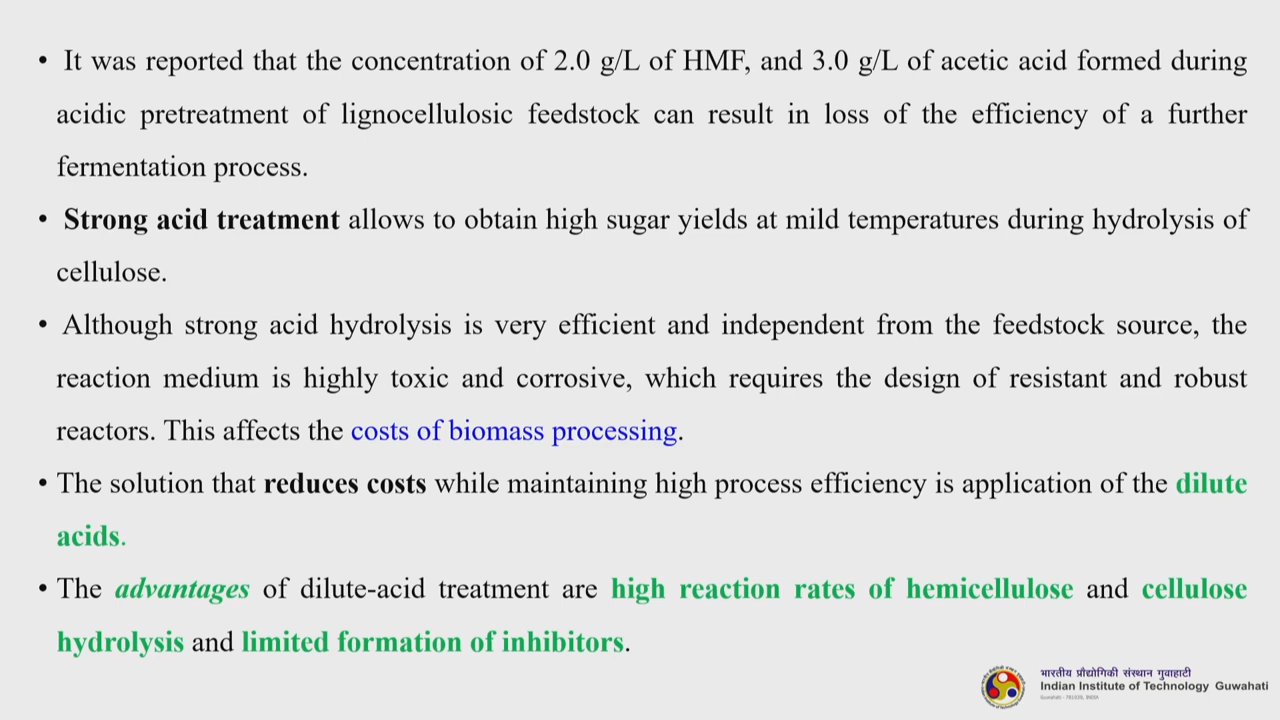 • It was reported that the concentration of 2.0 g/L of HMF, and 3.0 g/L of acetic acid formed during
acidic pretreatment of lignocellulosic feedstock can result in loss of the efficiency of a further
fermentation process.
• Strong acid treatment allows to obtain high sugar yields at mild temperatures during hydrolysis of
cellulose.
• Although strong acid hydrolysis is very efficient and independent from the feedstock source, the
reaction medium is highly toxic and corrosive, which requires the design of resistant and robust
reactors. This affects the costs of biomass processing.
• The solution that reduces costs while maintaining high process efficiency is application of the dilute
acids.
• The advantages of dilute-acid treatment are high reaction rates of hemicellulose and cellulose
hydrolysis and limited formation of inhibitors.
भारतीय प्रौद्योगिकी संस्थान गुवाहाटी
Indian Institute of Technology Guwahati
Guwahati - 781039, INDIA